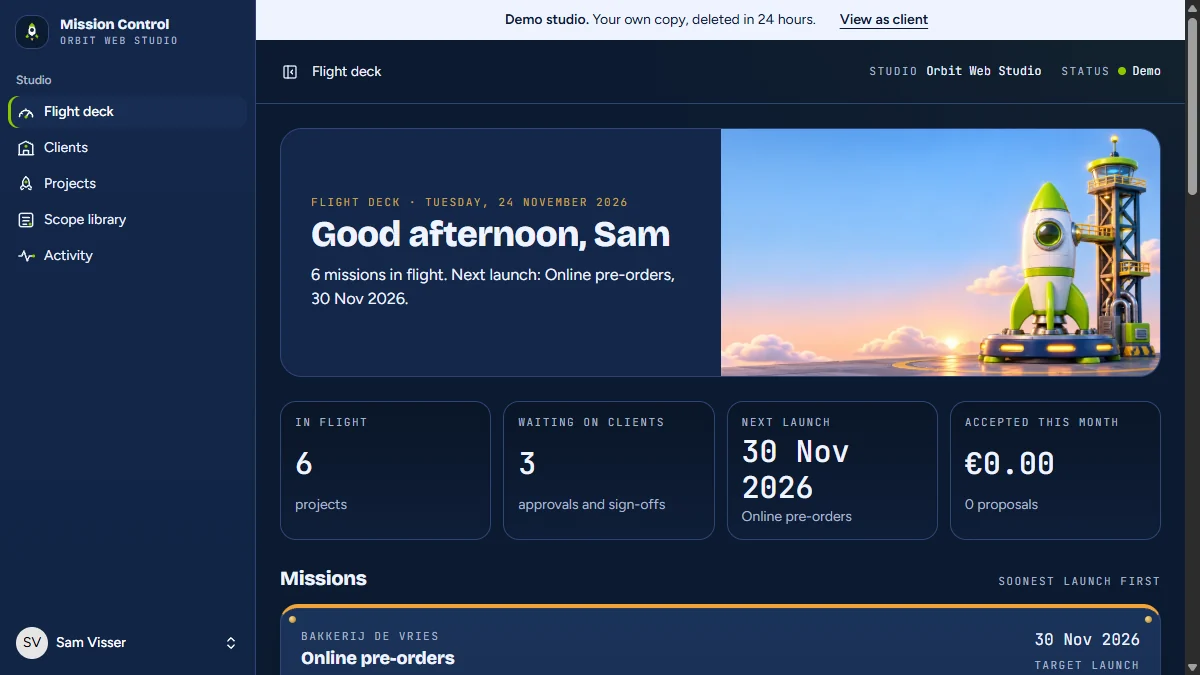 Mission Control
ORBIT WEB STUDIO
Studio
Flight deck
Clients
Projects
Scope library
Activity
SV Sam Visser
Demo studio. Your own copy, deleted in 24 hours. View as client
Flight deck
STUDIO Orbit Web Studio STATUS Demo
FLIGHT DECK · TUESDAY, 24 NOVEMBER 2026
Good afternoon, Sam
6 missions in flight. Next launch: Online pre-orders,
30 Nov 2026.
IN FLIGHT
6
projects
WAITING ON CLIENTS
3
approvals and sign-offs
NEXT LAUNCH
30 Nov
2026
Online pre-orders
ACCEPTED THIS MONTH
€0.00
0 proposals
Missions
SOONEST LAUNCH FIRST
BAKKERIJ DE VRIES
Online pre-orders
30 Nov 2026
TARGET LAUNCH